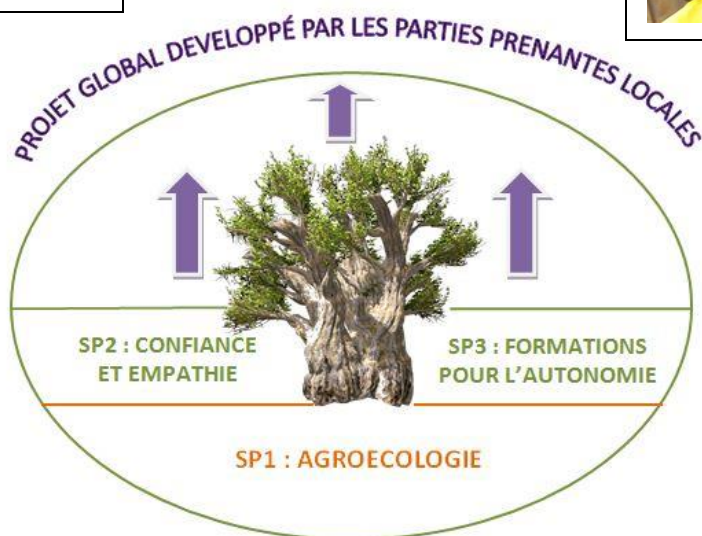 PROJET GLOBAL DEVELOPPÉ PAR LES PARTIES PRENANTES LOCALES
SP2 : CONFIANCE
ET EMPATHIE
SP3 : FORMATIONS
POUR L'AUTONOMIE
SP1 : AGROECOLOGIE